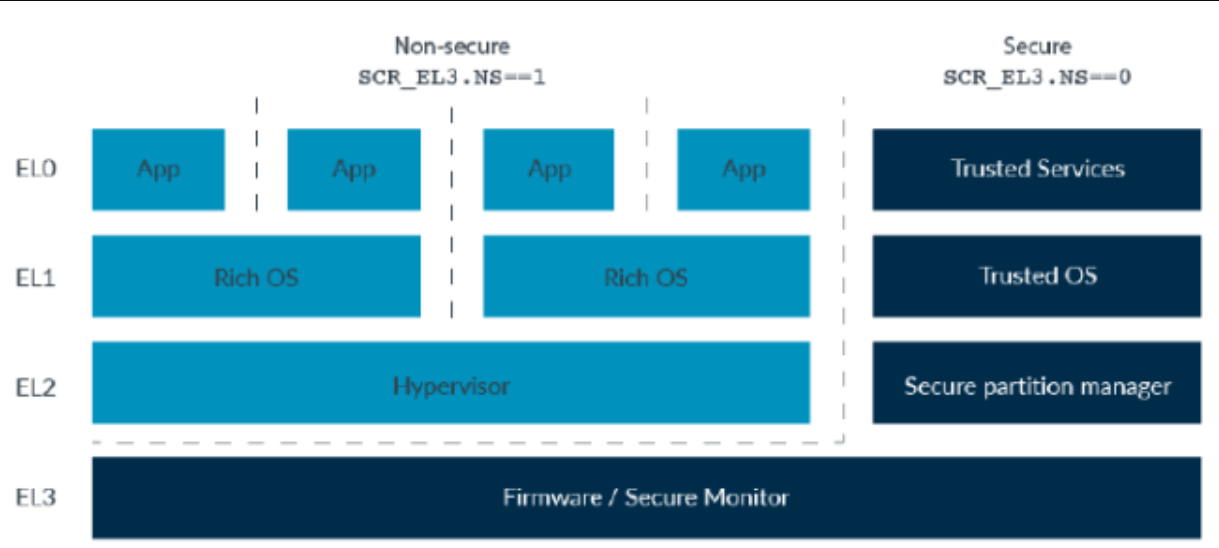 Non-secure
SCR_EL3.NS==1
Secure
SCR_EL3.NS==0
EL0
App
App
App
App
Trusted Services
EL1
Rich OS
Rich OS
Trusted OS
EL2
Hypervisor
Secure partition manager
EL3
Firmware / Secure Monitor